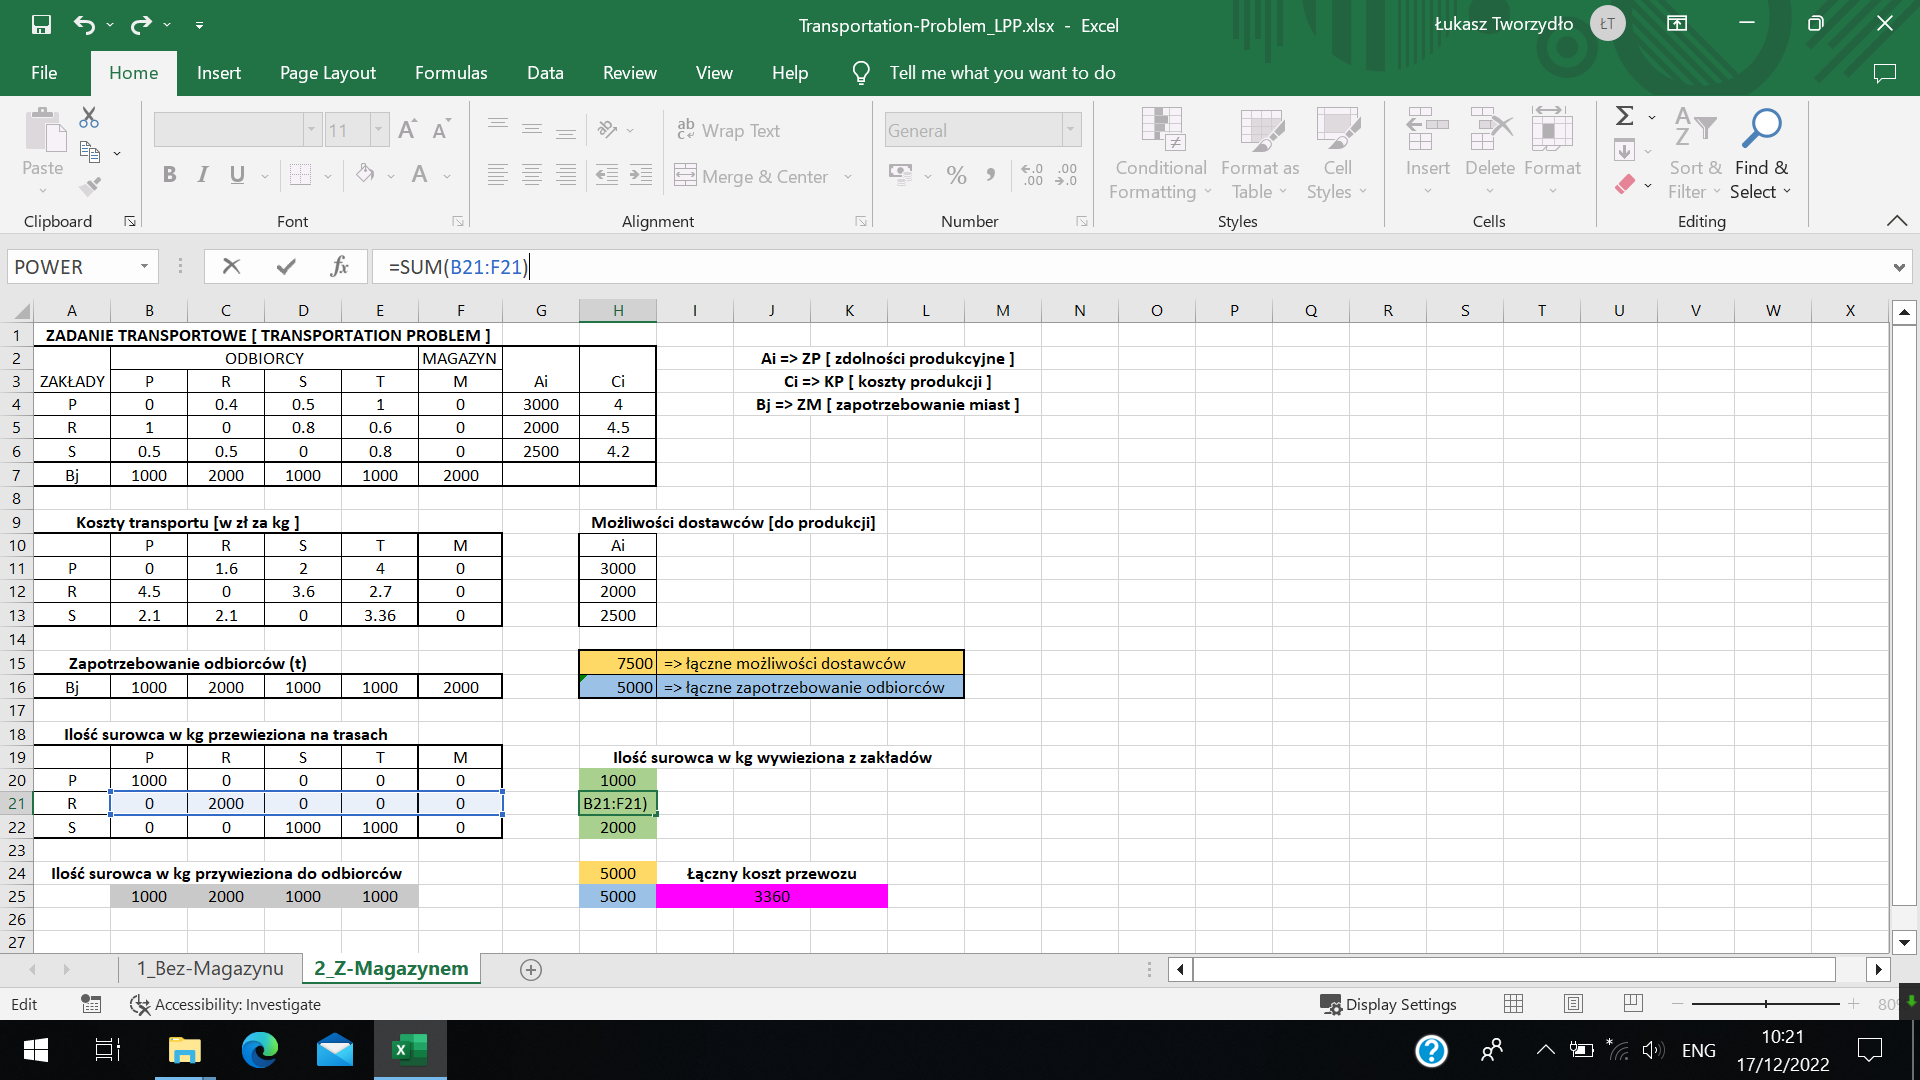 Transportation-Problem_LPP.xlsx - Excel
Łukasz Tworzydło ŁT
File Home Insert Page Layout Formulas Data Review View Help Tell me what you want to do
Paste
11
B I U
ab Wrap Text
Merge & Center
General
Conditional Formatting
Format as Table
Cell Styles
Insert Delete Format
Sort & Filter
Find & Select
Clipboard Font Alignment Number Styles Cells Editing
POWER fx =SUM(B21:F21)
A B C D E F G H I J K L M N O P Q R S T U V W X
1 ZADANIE TRANSPORTOWE [ TRANSPORTATION PROBLEM ]
2 ODBIORCY MAGAZYN Ai => ZP [ zdolności produkcyjne ]
3 ZAKŁADY P R S T M Ai Ci Ci => KP [ koszty produkcji ]
4 P 0 0.4 0.5 1 0 3000 4 Bj => ZM [ zapotrzebowanie miast ]
5 R 1 0 0.8 0.6 0 2000 4.5
6 S 0.5 0.5 0 0.8 0 2500 4.2
7 Bj 1000 2000 1000 1000 2000
8
9 Koszty transportu [w zł za kg ] Możliwości dostawców [do produkcji]
10 P R S T M Ai
11 P 0 1.6 2 4 0 3000
12 R 4.5 0 3.6 2.7 0 2000
13 S 2.1 2.1 0 3.36 0 2500
14
15 Zapotrzebowanie odbiorców (t) 7500 => łączne możliwości dostawców
16 Bj 1000 2000 1000 1000 2000 5000 => łączne zapotrzebowanie odbiorców
17
18 Ilość surowca w kg przewieziona na trasach
19 P R S T M Ilość surowca w kg wywieziona z zakładów
20 P 1000 0 0 0 0 1000
21 R 0 2000 0 0 0 B21:F21)
22 S 0 0 1000 1000 0 2000
23
24 Ilość surowca w kg przywieziona do odbiorców 5000 Łączny koszt przewozu
25 1000 2000 1000 1000 5000 3360
26
27
1_Bez-Magazynu 2_Z-Magazynem
Edit Accessibility: Investigate Display Settings
ENG 10:21
17/12/2022